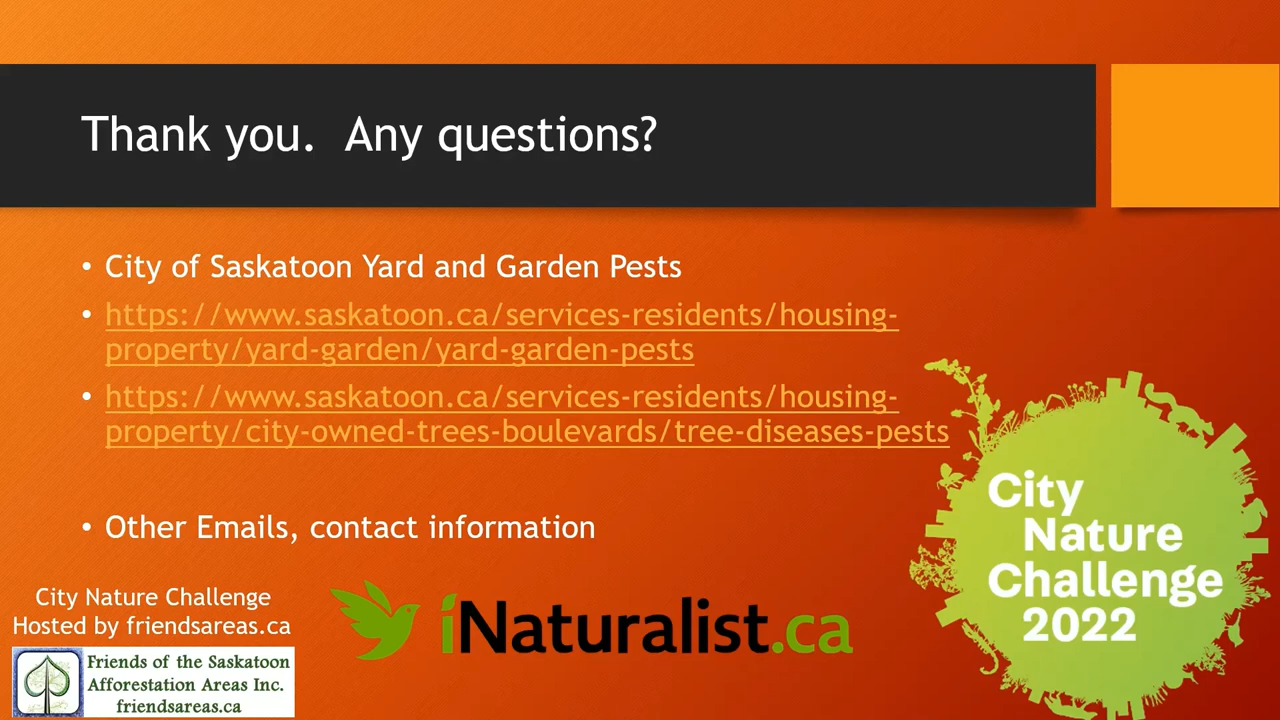 Thank you. Any questions?
• City of Saskatoon Yard and Garden Pests
• https://www.saskatoon.ca/services-residents/housing-
property/yard-garden/yard-garden-pests
• https://www.saskatoon.ca/services-residents/housing-
property/city-owned-trees-boulevards/tree-diseases-pests
• Other Emails, contact information
City Nature Challenge
Hosted by friendsareas.ca
Friends of the Saskatoon
Afforestation Areas Inc.
friendsareas.ca
iNaturalist.ca
City
Nature
Challenge
2022